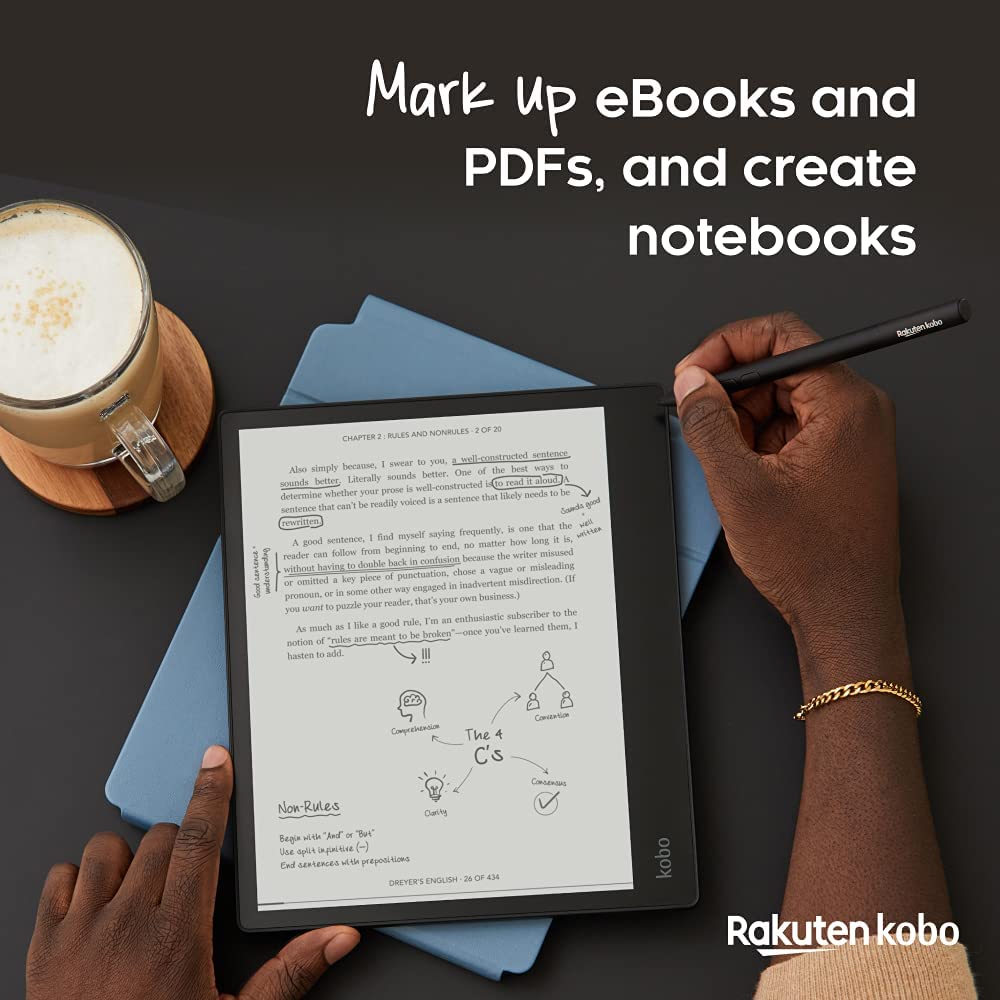 Mark Up eBooks and
PDFs, and create
notebooks
Rakuten kobo
CHAPTER 2 : RULES AND NONRULES · 2 OF 20
Also simply because, I swear to you, a well-constructed sentence
sounds better. Literally sounds better. One of the best ways to
determine whether your prose is well-constructed is to read it aloud. A
sentence that can't be readily voiced is a sentence that likely needs to be
rewritten.
Sounds good
=
well
written
A good sentence, I find myself saying frequently, is one that the
reader can follow from beginning to end, no matter how long it is,
without having to double back in confusion because the writer misused
or omitted a key piece of punctuation, chose a vague or misleading
pronoun, or in some other way engaged in inadvertent misdirection. (If
you want to puzzle your reader, that's your own business.)
Good sentence =
understanding
As much as I like a good rule, I'm an enthusiastic subscriber to the
notion of "rules are meant to be broken"—once you've learned them, I
hasten to add.
!!!
Comprehension
Convention
The 4
C's
Clarity
Consensus
Non-Rules
Begin with "And" or "But"
Use split infinitive (—)
End sentences with prepositions
DREYER'S ENGLISH · 26 OF 434
kobo
Rakuten kobo